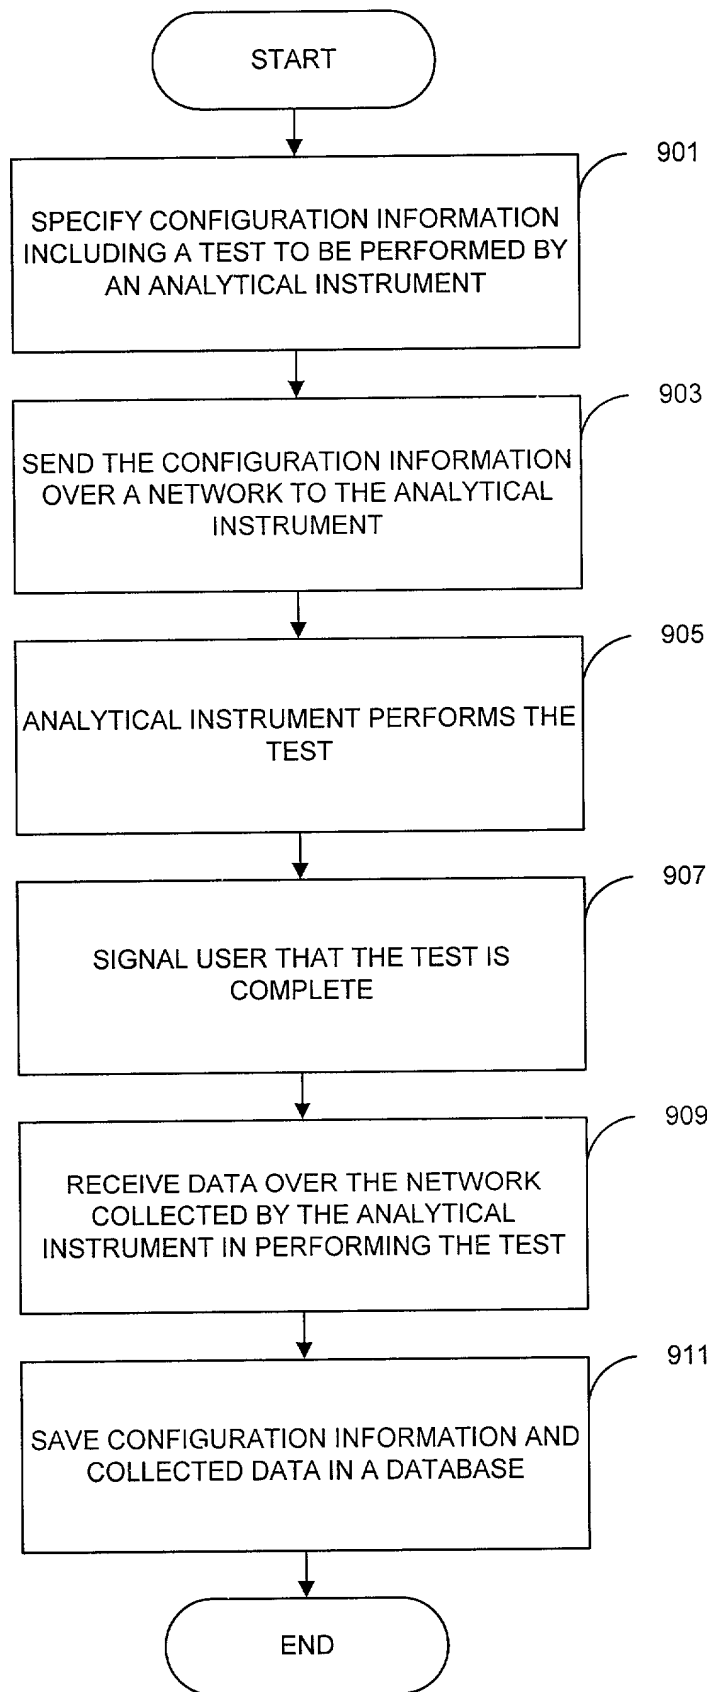 START
901
SPECIFY CONFIGURATION INFORMATION
INCLUDING A TEST TO BE PERFORMED BY
AN ANALYTICAL INSTRUMENT
903
SEND THE CONFIGURATION INFORMATION
OVER A NETWORK TO THE ANALYTICAL
INSTRUMENT
905
ANALYTICAL INSTRUMENT PERFORMS THE
TEST
907
SIGNAL USER THAT THE TEST IS
COMPLETE
909
RECEIVE DATA OVER THE NETWORK
COLLECTED BY THE ANALYTICAL
INSTRUMENT IN PERFORMING THE TEST
911
SAVE CONFIGURATION INFORMATION AND
COLLECTED DATA IN A DATABASE
END